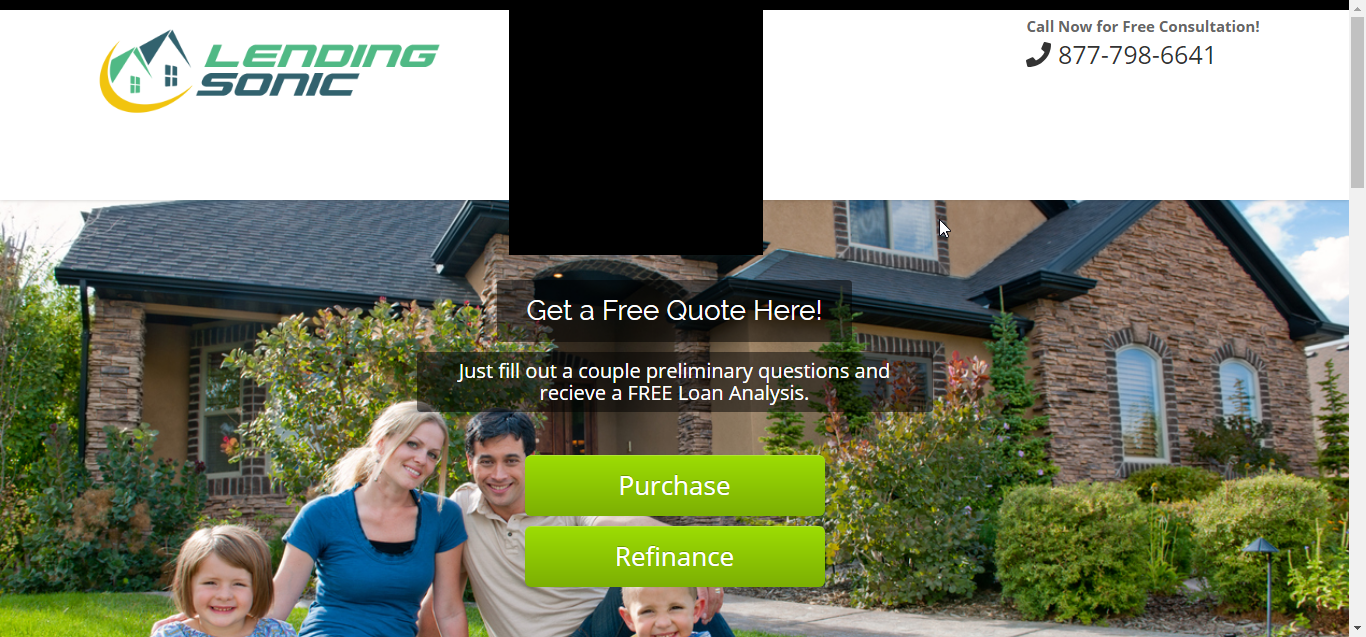 LENDING
SONIC
Call Now for Free Consultation!
877-798-6641
Get a Free Quote Here!
Just fill out a couple preliminary questions and
recieve a FREE Loan Analysis.
Purchase
Refinance